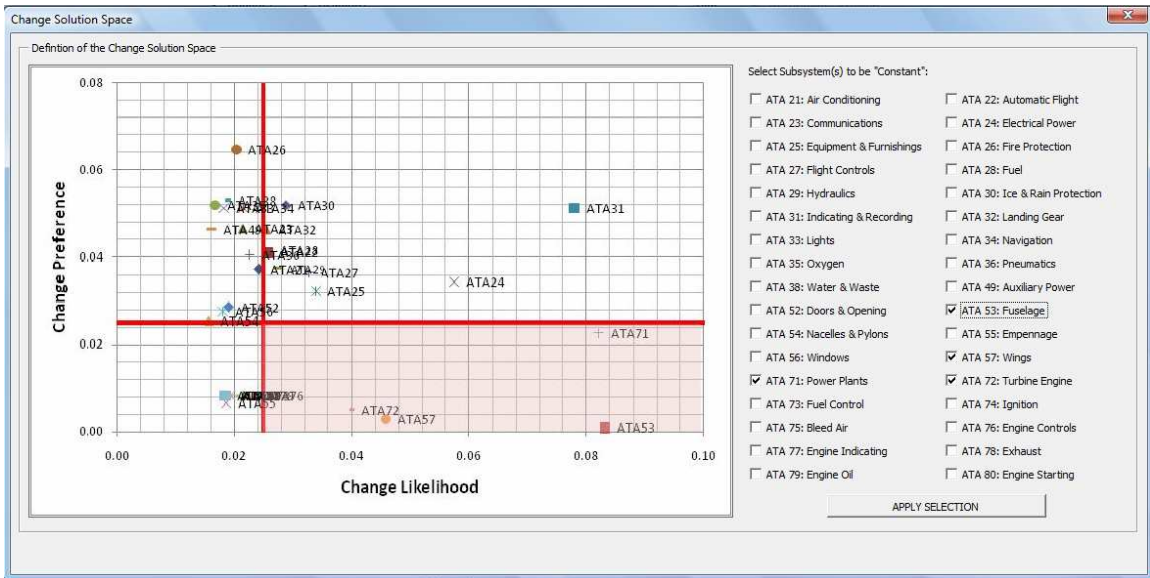 Change Solution Space
Defintion of the Change Solution Space
Change Preference
0.08
0.06
0.04
0.02
0.00
ATA26
ATA30
ATA31
ATA32
ATA27
ATA24
ATA25
ATA52
ATA54
ATA71
ATA55
ATA72
ATA57
ATA53
0.00 0.02 0.04 0.06 0.08 0.10
Change Likelihood
Select Subsystem(s) to be "Constant":
ATA 21: Air Conditioning ATA 22: Automatic Flight
ATA 23: Communications ATA 24: Electrical Power
ATA 25: Equipment & Furnishings ATA 26: Fire Protection
ATA 27: Flight Controls ATA 28: Fuel
ATA 29: Hydraulics ATA 30: Ice & Rain Protection
ATA 31: Indicating & Recording ATA 32: Landing Gear
ATA 33: Lights ATA 34: Navigation
ATA 35: Oxygen ATA 36: Pneumatics
ATA 38: Water & Waste ATA 49: Auxiliary Power
ATA 52: Doors & Opening ATA 53: Fuselage
ATA 54: Nacelles & Pylons ATA 55: Empennage
ATA 56: Windows ATA 57: Wings
ATA 71: Power Plants ATA 72: Turbine Engine
ATA 73: Fuel Control ATA 74: Ignition
ATA 75: Bleed Air ATA 76: Engine Controls
ATA 77: Engine Indicating ATA 78: Exhaust
ATA 79: Engine Oil ATA 80: Engine Starting
APPLY SELECTION